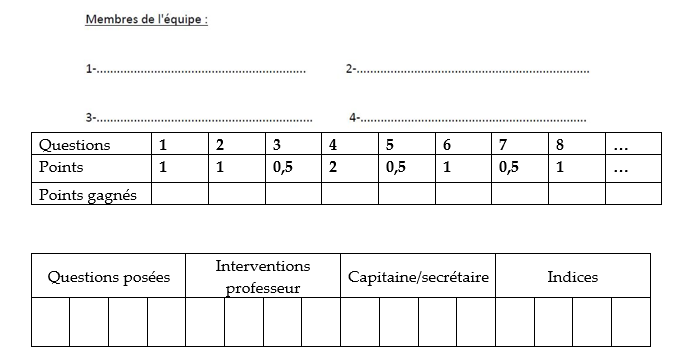 Membres de l'équipe :
1-............................................................... 2-......................................................................
3-................................................................. 4-....................................................................
Questions 1 2 3 4 5 6 7 8 ...
Points 1 1 0,5 2 0,5 1 0,5 1 ...
Points gagnés
Questions posées Interventions professeur Capitaine/secrétaire Indices